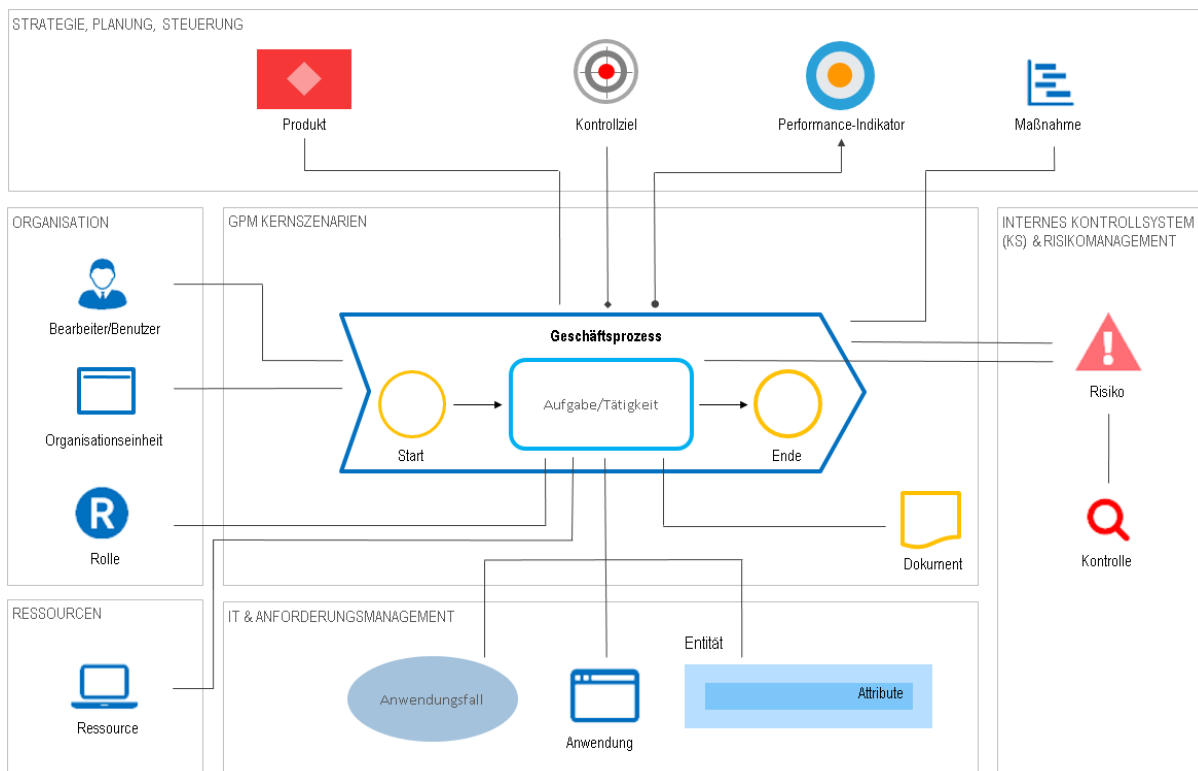 STRATEGIE, PLANUNG, STEUERUNG
Produkt
Kontrollziel
Performance-Indikator
Maßnahme
ORGANISATION
Bearbeiter/Benutzer
Organisationseinheit
R
Rolle
GPM KERNSZENARIEN
Geschäftsprozess
Start
Aufgabe/Tätigkeit
Ende
Dokument
INTERNES KONTROLLSYSTEM
(KS) & RISIKOMANAGEMENT
Risiko
Kontrolle
RESSOURCEN
Ressource
IT & ANFORDERUNGSMANAGEMENT
Anwendungsfall
Anwendung
Entität
Attribute